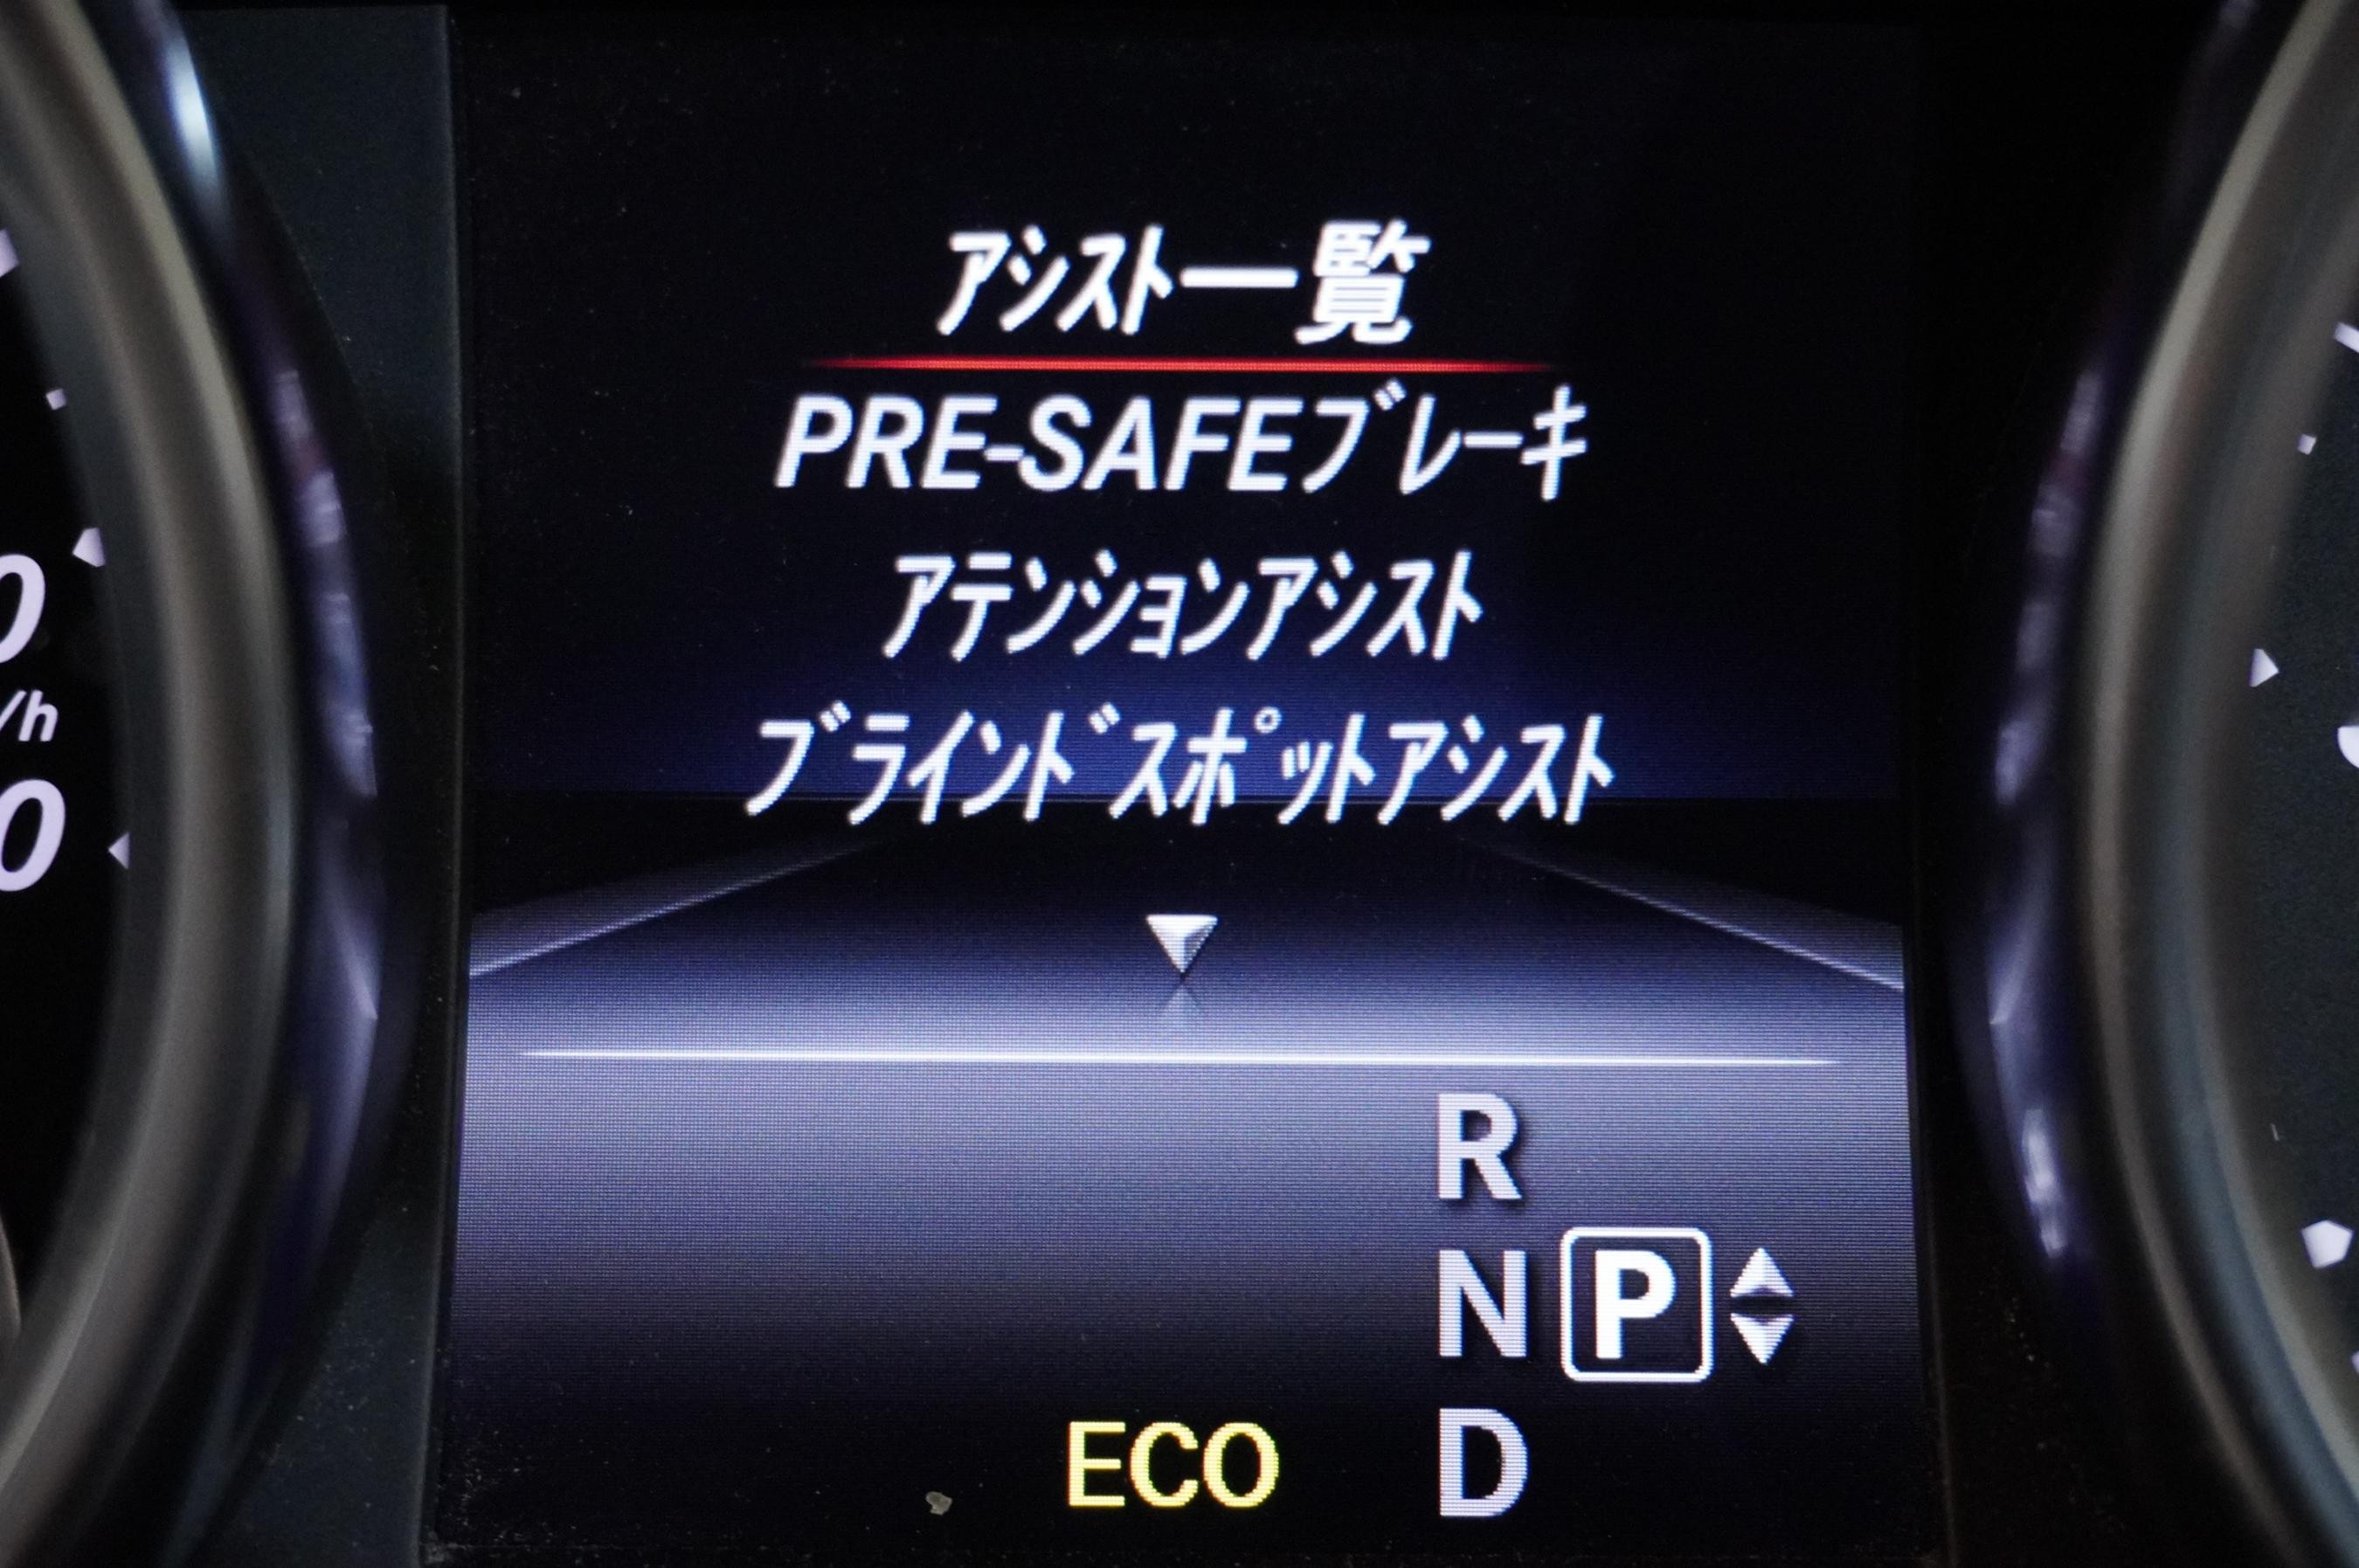 アシスト一覧
PRE-SAFEブレーキ
アテンションアシスト
ブラインドスポットアシスト
R
N P
ECO D
0
/h
0